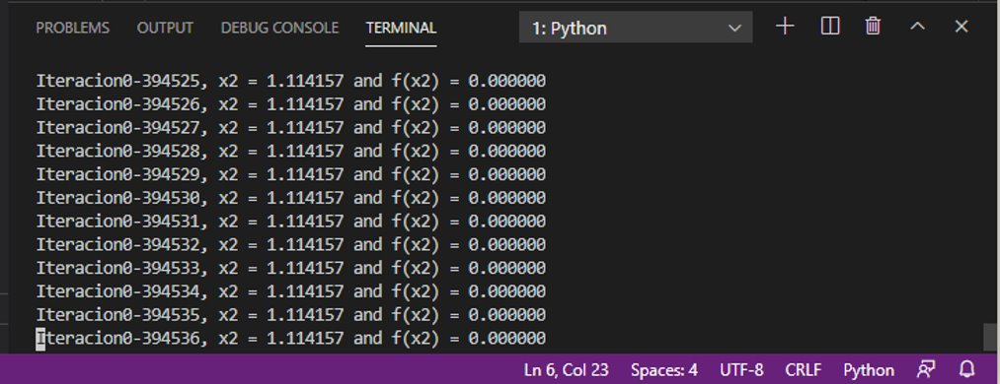 PROBLEMS OUTPUT DEBUG CONSOLE TERMINAL 1: Python
Iteracion0-394525, x2 = 1.114157 and f(x2) = 0.000000
Iteracion0-394526, x2 = 1.114157 and f(x2) = 0.000000
Iteracion0-394527, x2 = 1.114157 and f(x2) = 0.000000
Iteracion0-394528, x2 = 1.114157 and f(x2) = 0.000000
Iteracion0-394529, x2 = 1.114157 and f(x2) = 0.000000
Iteracion0-394530, x2 = 1.114157 and f(x2) = 0.000000
Iteracion0-394531, x2 = 1.114157 and f(x2) = 0.000000
Iteracion0-394532, x2 = 1.114157 and f(x2) = 0.000000
Iteracion0-394533, x2 = 1.114157 and f(x2) = 0.000000
Iteracion0-394534, x2 = 1.114157 and f(x2) = 0.000000
Iteracion0-394535, x2 = 1.114157 and f(x2) = 0.000000
Iteracion0-394536, x2 = 1.114157 and f(x2) = 0.000000
Ln 6, Col 23 Spaces: 4 UTF-8 CRLF Python